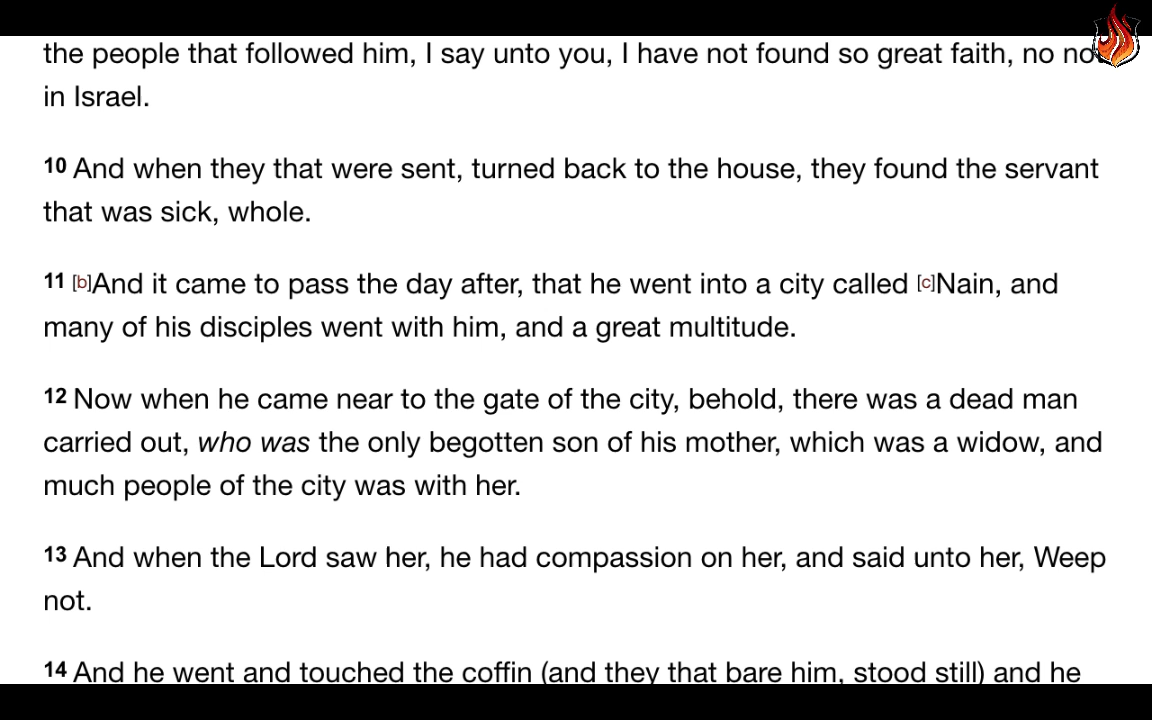 the people that followed him, I say unto you, I have not found so great faith, no not
in Israel.
10 And when they that were sent, turned back to the house, they found the servant
that was sick, whole.
11 [b]And it came to pass the day after, that he went into a city called [c]Nain, and
many of his disciples went with him, and a great multitude.
12 Now when he came near to the gate of the city, behold, there was a dead man
carried out, who was the only begotten son of his mother, which was a widow, and
much people of the city was with her.
13 And when the Lord saw her, he had compassion on her, and said unto her, Weep
not.
14 And he went and touched the coffin (and they that bare him, stood still) and he